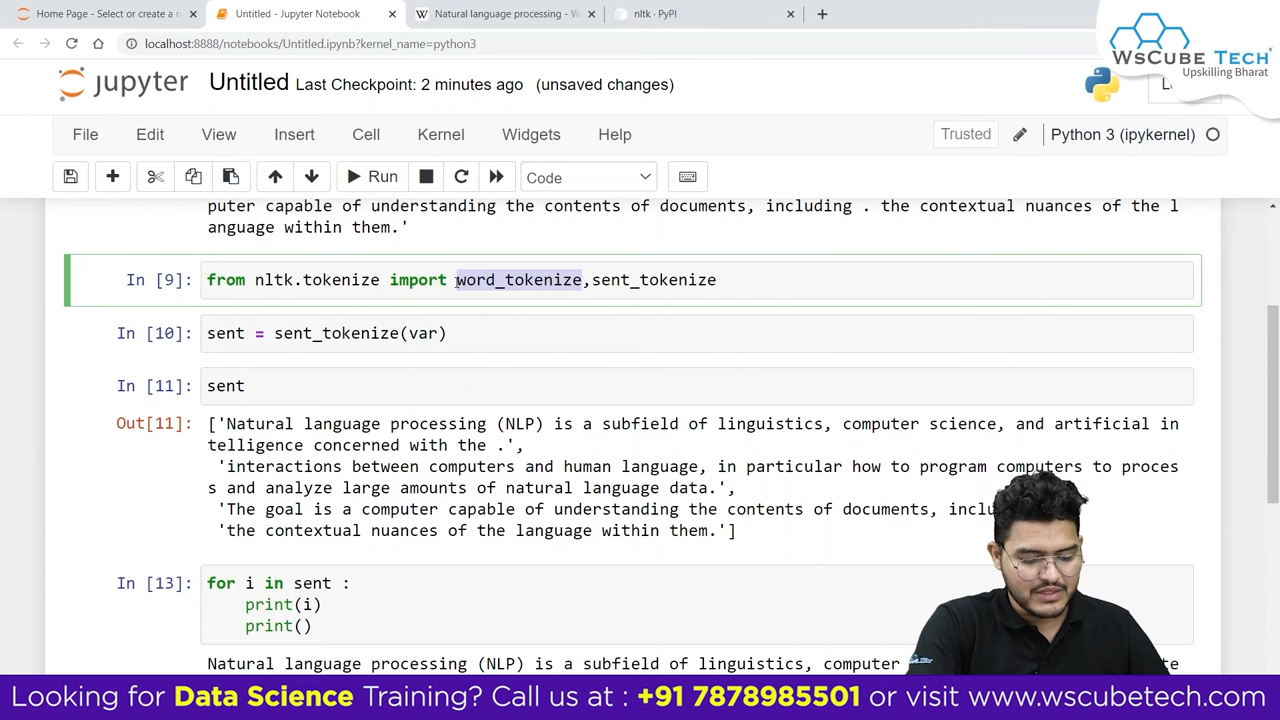 Home Page - Select or create a n
Untitled - Jupyter Notebook
Natural language processing - W
nltk · PyPI
localhost:8888/notebooks/Untitled.ipynb?kernel_name=python3
WsCube Tech
Upskilling Bharat
jupyter Untitled Last Checkpoint: 2 minutes ago (unsaved changes)
File Edit View Insert Cell Kernel Widgets Help
Trusted Python 3 (ipykernel)
Run Code
puter capable of understanding the contents of documents, including . the contextual nuances of the l
anguage within them.'
In [9]: from nltk.tokenize import word_tokenize,sent_tokenize
In [10]: sent = sent_tokenize(var)
In [11]: sent
Out[11]: ['Natural language processing (NLP) is a subfield of linguistics, computer science, and artificial in
telligence concerned with the .',
'interactions between computers and human language, in particular how to program computers to proces
s and analyze large amounts of natural language data.',
'The goal is a computer capable of understanding the contents of documents,
'the contextual nuances of the language within them.']
In [13]: for i in sent :
print(i)
print()
Natural language processing (NLP) is a subfield of linguistics, computer
Looking for Data Science Training? Call us at : +91 7878985501 or visit www.wscubetech.com